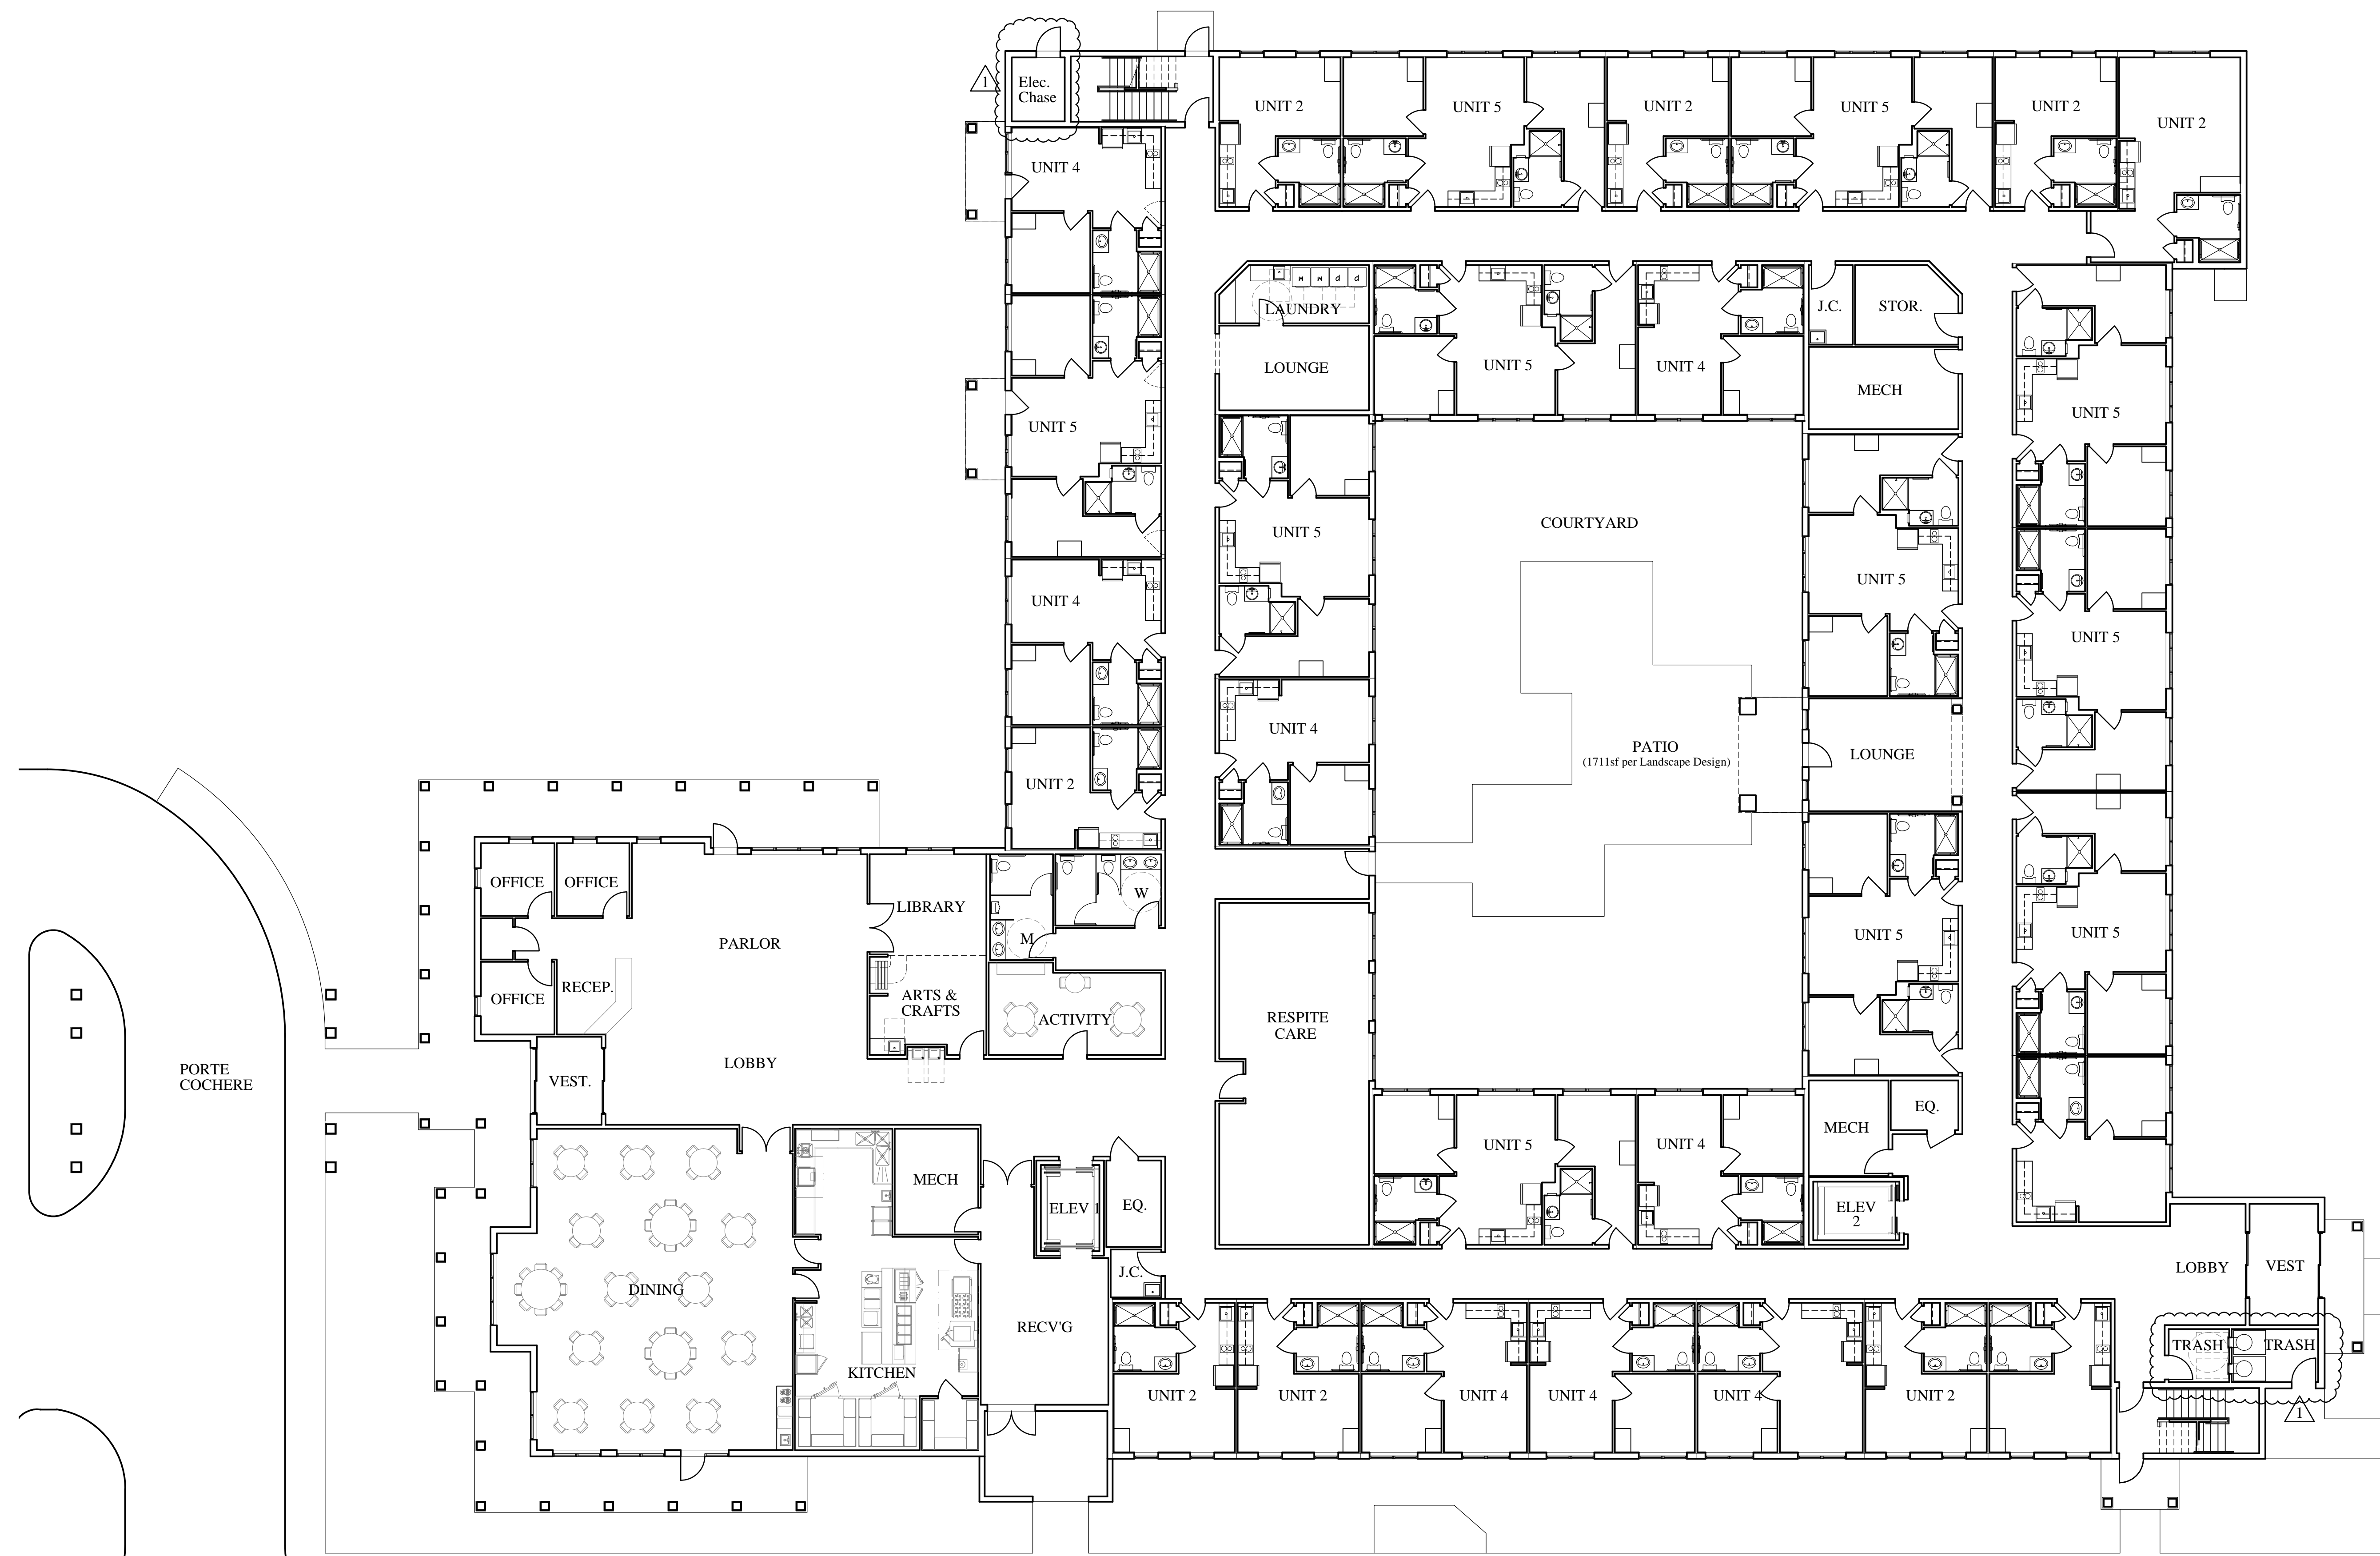 1
Elec.
Chase
UNIT 2
UNIT 5
UNIT 2
UNIT 5
UNIT 2
UNIT 2
UNIT 4
LAUNDRY
M
M
D
D
J.C.
STOR.
LOUNGE
UNIT 5
UNIT 4
MECH
UNIT 5
UNIT 5
COURTYARD
UNIT 5
UNIT 5
UNIT 4
UNIT 5
UNIT 4
PATIO
(1711sf per Landscape Design)
LOUNGE
UNIT 2
OFFICE
OFFICE
LIBRARY
W
PARLOR
M
UNIT 5
UNIT 5
OFFICE
RECEP.
ARTS &
CRAFTS
ACTIVITY
RESPITE
CARE
PORTE
COCHERE
VEST.
LOBBY
MECH
EQ.
UNIT 5
UNIT 4
MECH
ELEV 1
EQ.
ELEV
2
DINING
J.C.
LOBBY
VEST
RECV'G
KITCHEN
TRASH
TRASH
UNIT 2
UNIT 2
UNIT 4
UNIT 4
UNIT 4
UNIT 2
1
UNIT 5